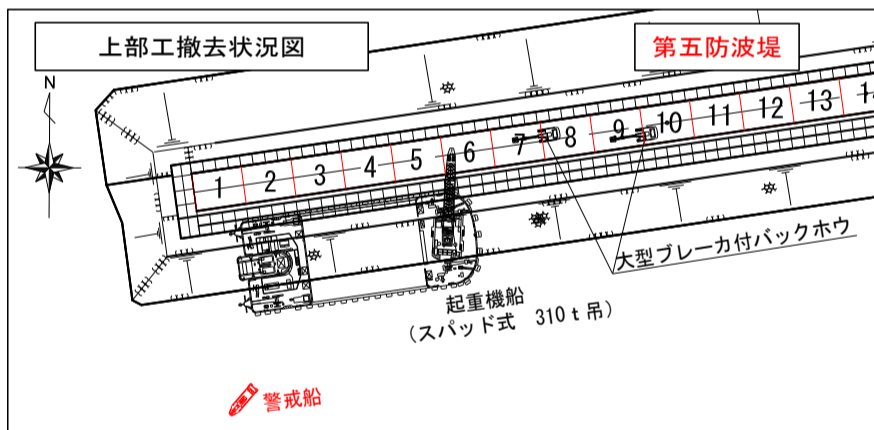 上部工撤去状況図
第五防波堤
N
1 2 3 4 5 6 7 8 9 10 11 12 13
大型ブレーカ付バックホウ
起重機船
(スパッド式 310ｔ吊)
警戒船